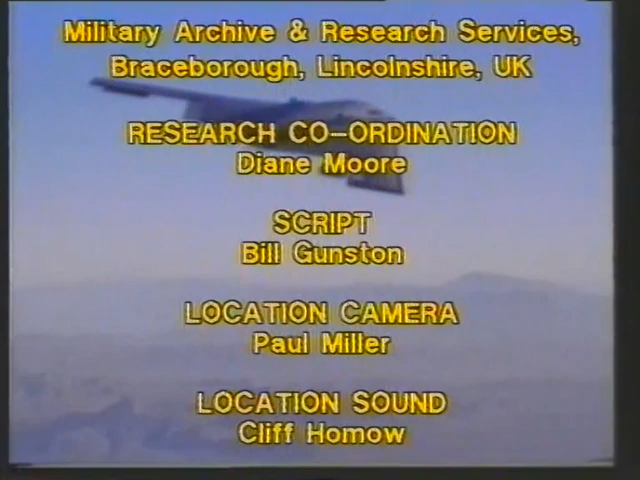 Military Archive & Research Services,
Braceborough, Lincolnshire, UK
RESEARCH CO-ORDINATION
Diane Moore
SCRIPT
Bill Gunston
LOCATION CAMERA
Paul Miller
LOCATION SOUND
Cliff Homow